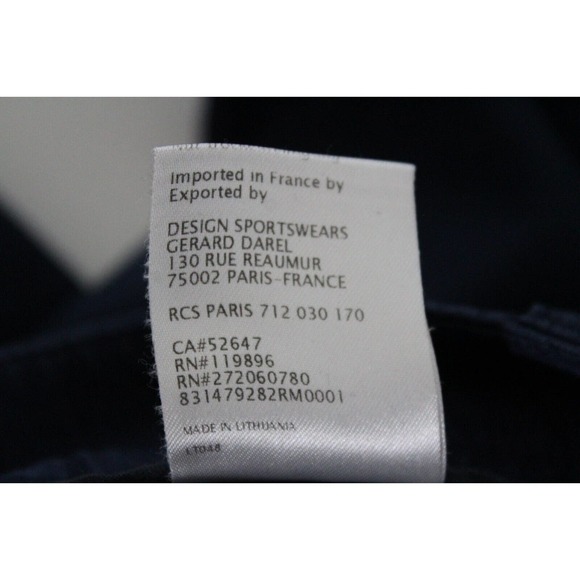 Imported in France by
Exported by
DESIGN SPORTSWEARS
GERARD DAREL
130 RUE REAUMUR
75002 PARIS-FRANCE
RCS PARIS 712 030 170
CA#52647
RN#119896
RN#272060780
831479282RM0001
MADE IN LITHUANIA
LT048